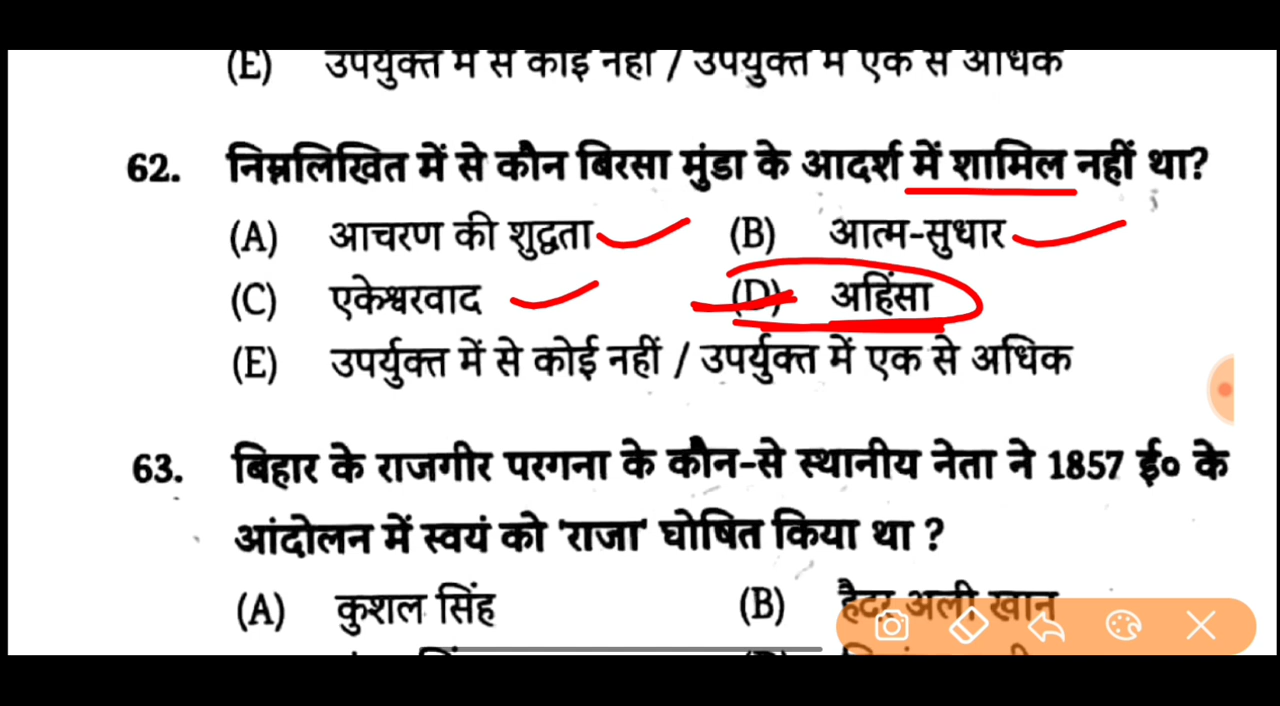 (E) उपर्युक्त में से कोई नहीं / उपर्युक्त में एक से अधिक
62. निम्नलिखित में से कौन बिरसा मुंडा के आदर्श में शामिल नहीं था?
(A) आचरण की शुद्धता (B) आत्म-सुधार
(C) एकेश्वरवाद (D) अहिंसा
(E) उपर्युक्त में से कोई नहीं / उपर्युक्त में एक से अधिक
63. बिहार के राजगीर परगना के कौन-से स्थानीय नेता ने 1857 ई० के
आंदोलन में स्वयं को 'राजा' घोषित किया था ?
(A) कुशल सिंह (B) हैदर अली खान